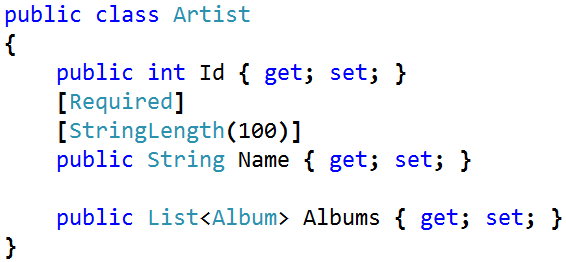 public class Artist
{
    public int Id { get; set; }
    [Required]
    [StringLength(100)]
    public String Name { get; set; }

    public List<Album> Albums { get; set; }
}